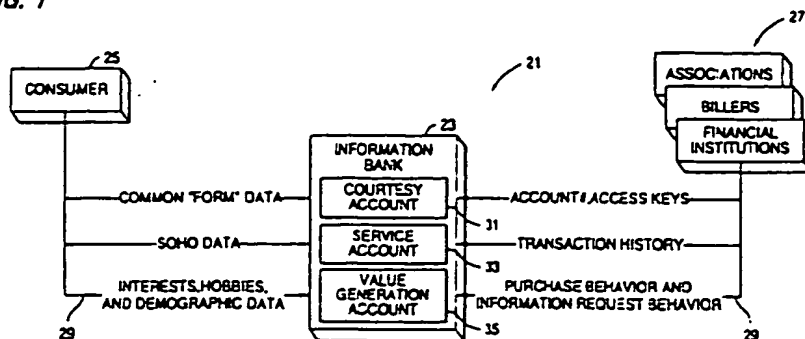 FIG. 1
25
CONSUMER
21
27
ASSOCIATIONS
BILLERS
FINANCIAL
INSTITUTIONS
23
INFORMATION
BANK
COURTESY
ACCOUNT
31
SERVICE
ACCOUNT
33
VALUE
GENERATION
ACCOUNT
35
COMMON "FORM" DATA
SOHO DATA
INTERESTS, HOBBIES,
AND DEMOGRAPHIC DATA
29
ACCOUNT#, ACCESS KEYS
TRANSACTION HISTORY
PURCHASE BEHAVIOR AND
INFORMATION REQUEST BEHAVIOR
29